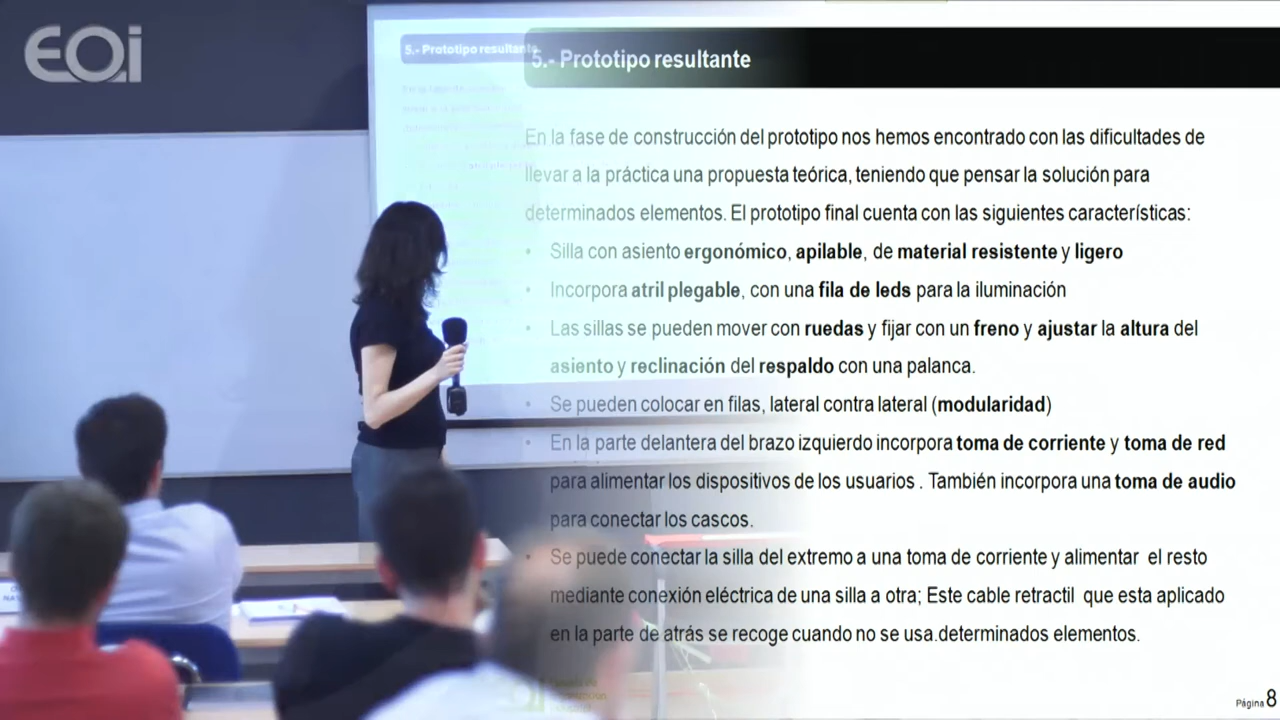 EOi
5.- Prototipo resultante
5.- Prototipo resultante
En la fase de construcción del prototipo nos hemos encontrado con las dificultades de
llevar a la práctica una propuesta teórica, teniendo que pensar la solución para
determinados elementos. El prototipo final cuenta con las siguientes características:
• Silla con asiento ergonómico, apilable, de material resistente y ligero
• Incorpora atril plegable, con una fila de leds para la iluminación
• Las sillas se pueden mover con ruedas y fijar con un freno y ajustar la altura del
asiento y reclinación del respaldo con una palanca.
• Se pueden colocar en filas, lateral contra lateral (modularidad)
• En la parte delantera del brazo izquierdo incorpora toma de corriente y toma de red
para alimentar los dispositivos de los usuarios . También incorpora una toma de audio
para conectar los cascos.
• Se puede conectar la silla del extremo a una toma de corriente y alimentar el resto
mediante conexión eléctrica de una silla a otra; Este cable retractil que esta aplicado
en la parte de atrás se recoge cuando no se usa.determinados elementos.
Página 8